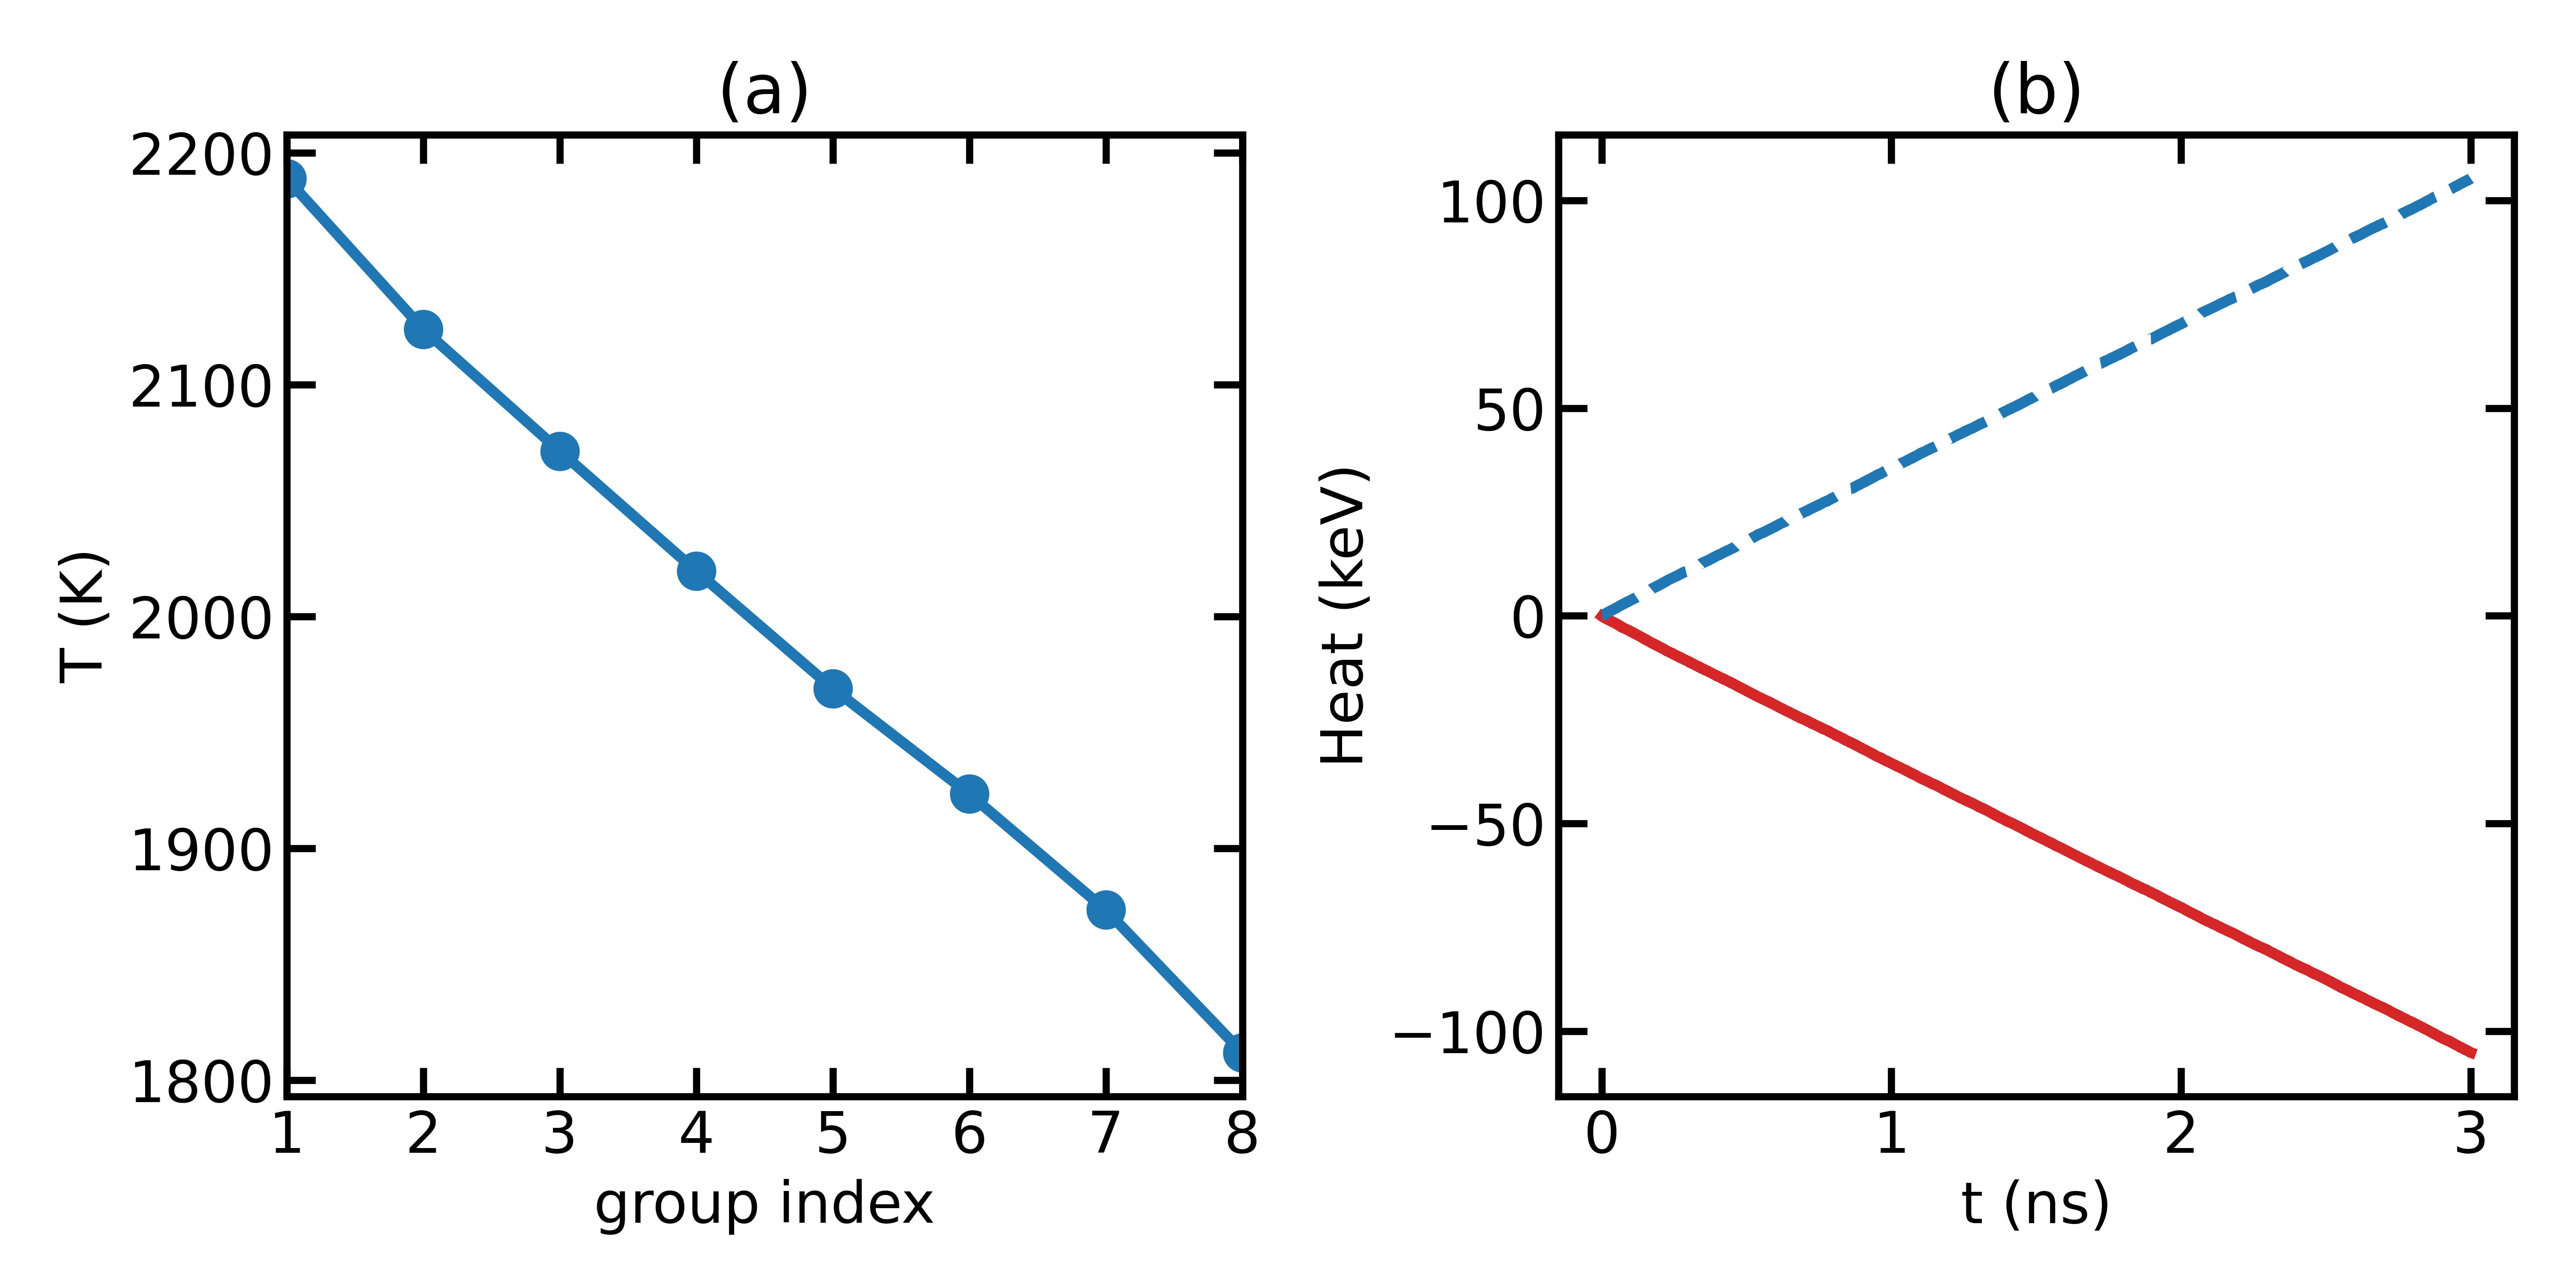 (a)
2200
2100
2000
1900
1800
T (K)
1 2 3 4 5 6 7 8
group index
(b)
100
50
0
−50
−100
Heat (keV)
0 1 2 3
t (ns)